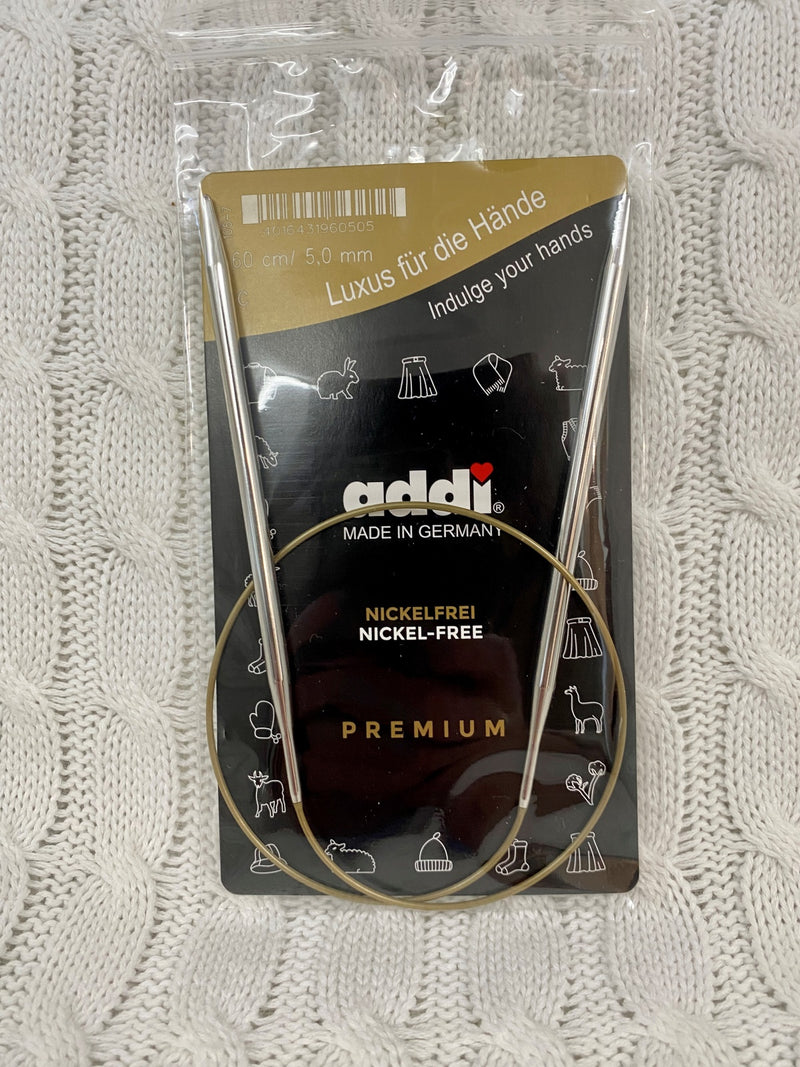 4016431960505
60 cm/ 5,0 mm
C
Luxus für die Hände
Indulge your hands
addi®
MADE IN GERMANY
NICKELFREI
NICKEL-FREE
PREMIUM